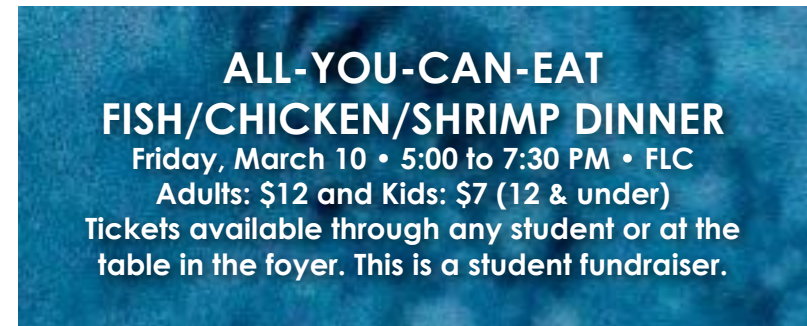 ALL-YOU-CAN-EAT
FISH/CHICKEN/SHRIMP DINNER
Friday, March 10 • 5:00 to 7:30 PM • FLC
Adults: $12 and Kids: $7 (12 & under)
Tickets available through any student or at the
table in the foyer. This is a student fundraiser.